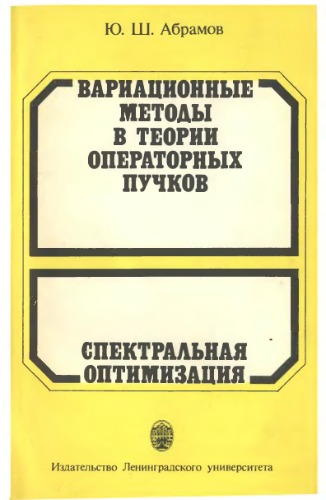 Ю. Ш. Абрамов
ВАРИАЦИОННЫЕ
МЕТОДЫ
В ТЕОРИИ
ОПЕРАТОРНЫХ
ПУЧКОВ
СПЕКТРАЛЬНАЯ
ОПТИМИЗАЦИЯ
Издательство Ленинградского университета